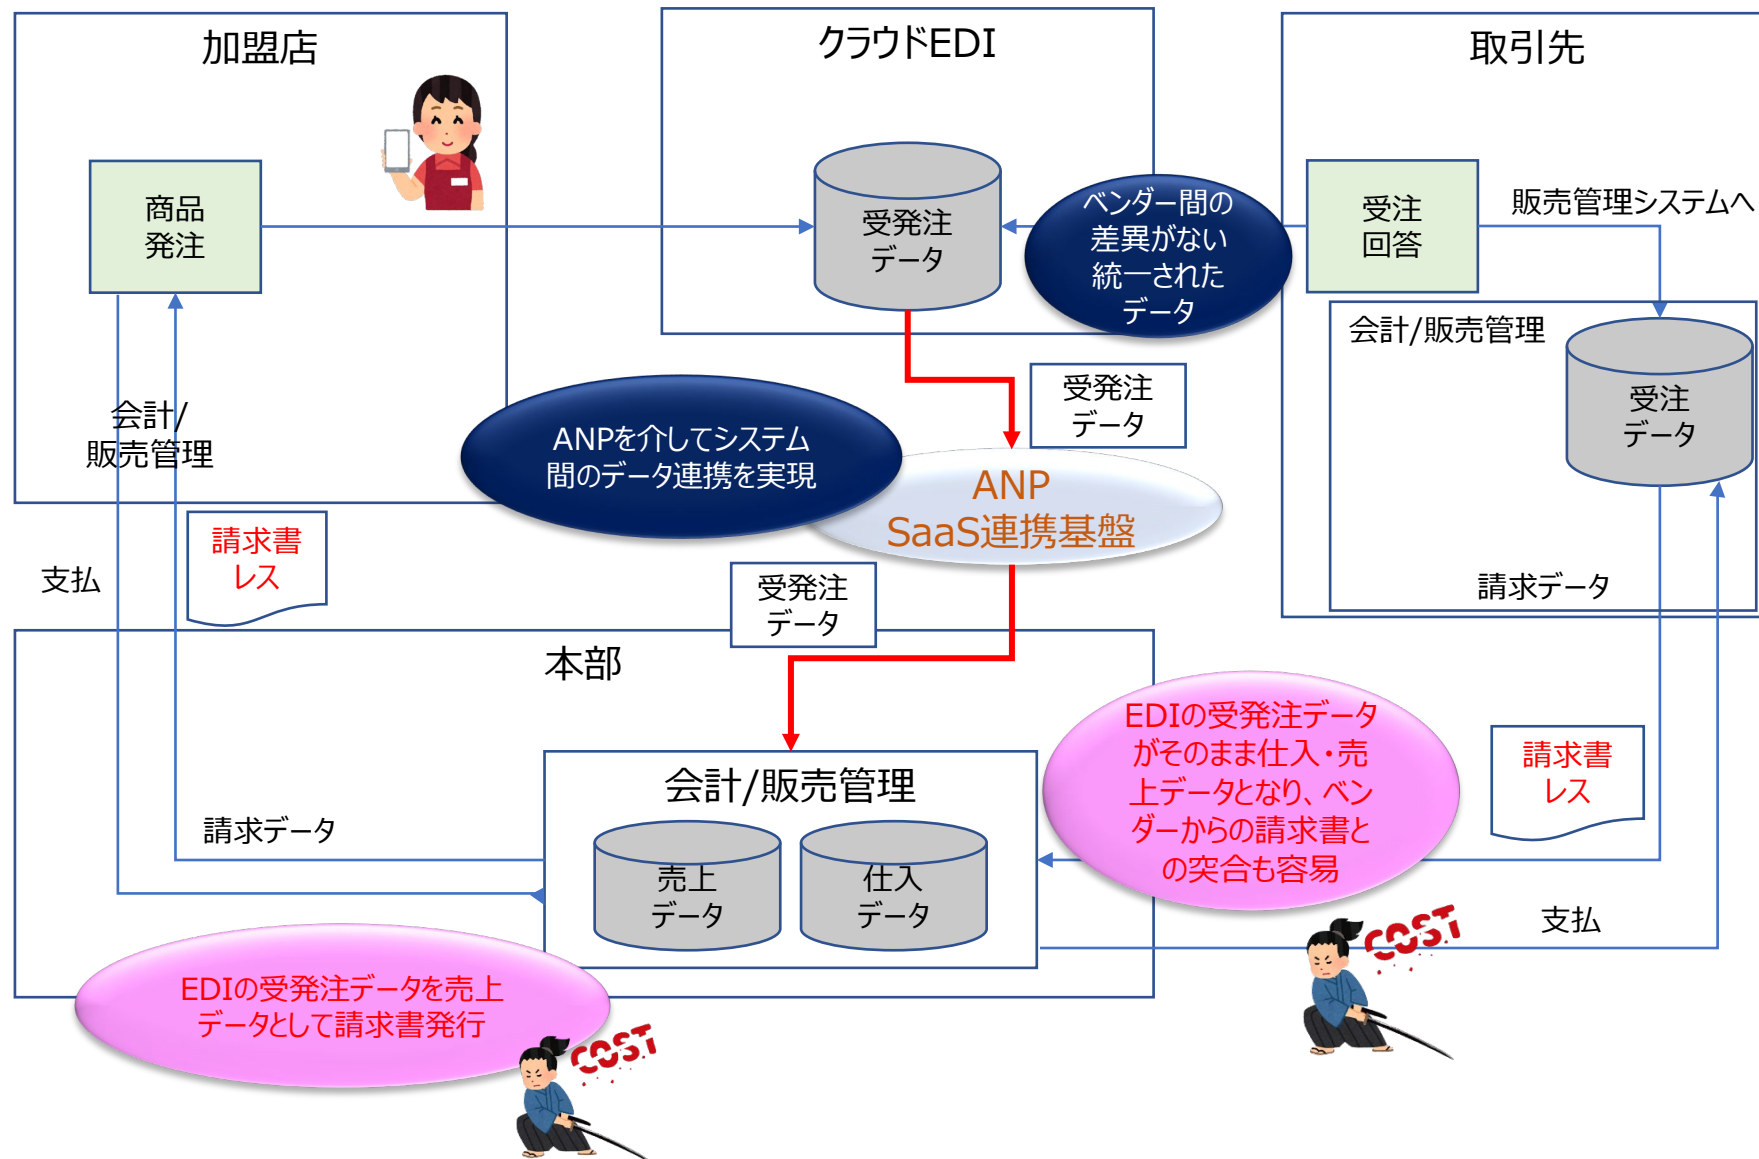 加盟店
クラウドEDI
取引先
商品
発注
受発注
データ
ベンダー間の
差異がない
統一された
データ
受注
回答
販売管理システムへ
会計/販売管理
受注
データ
受発注
データ
会計/
販売管理
ANPを介してシステム
間のデータ連携を実現
ANP
SaaS連携基盤
請求書
レス
支払
受発注
データ
請求データ
本部
EDIの受発注データ
がそのまま仕入・売
上データとなり、ベン
ダーからの請求書と
の突合も容易
請求書
レス
会計/販売管理
請求データ
売上
データ
仕入
データ
支払
COST
EDIの受発注データを売上
データとして請求書発行
COST